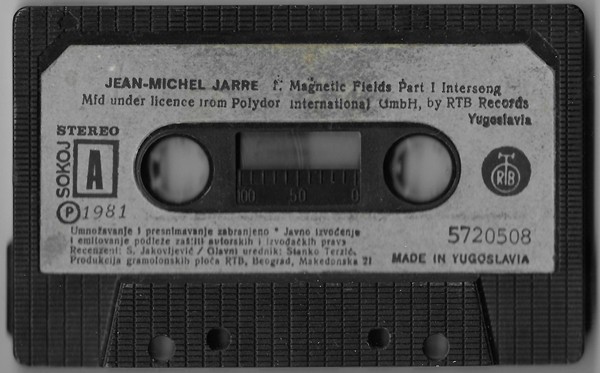 JEAN-MICHEL JARRE 1. Magnetic Fields Part 1 Intersong
Mfd under licence from Polydor International GmbH, by RTB Records
Yugoslavia
STEREO
SOKOJ
A
Ⓟ 1981
RTB
100 50 0
Umnožavanje i presnimavanje zabranjeno * Javno izvođenje
i emitovanje podleže zaštiti autorskih i izvođačkih prava
Recenzent: S. Jakovljević / Glavni urednik: Stanko Terzić,
Produkcija gramofonskih ploča RTB, Beograd, Makedonska 21
5720508
MADE IN YUGOSLAVIA